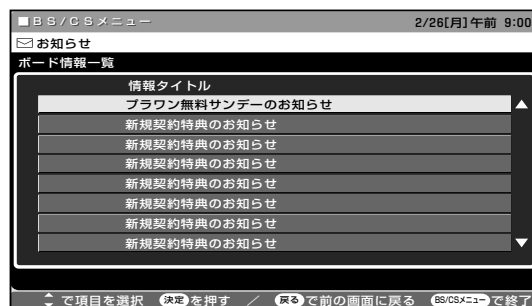 ■BS/CSメニュー 2/26[月]午前 9:00
お知らせ
ボード情報一覧
情報タイトル
プラワン無料サンデーのお知らせ
新規契約特典のお知らせ
新規契約特典のお知らせ
新規契約特典のお知らせ
新規契約特典のお知らせ
新規契約特典のお知らせ
新規契約特典のお知らせ
新規契約特典のお知らせ
で項目を選択 決定を押す / 戻るで前の画面に戻る BS/CSメニューで終了